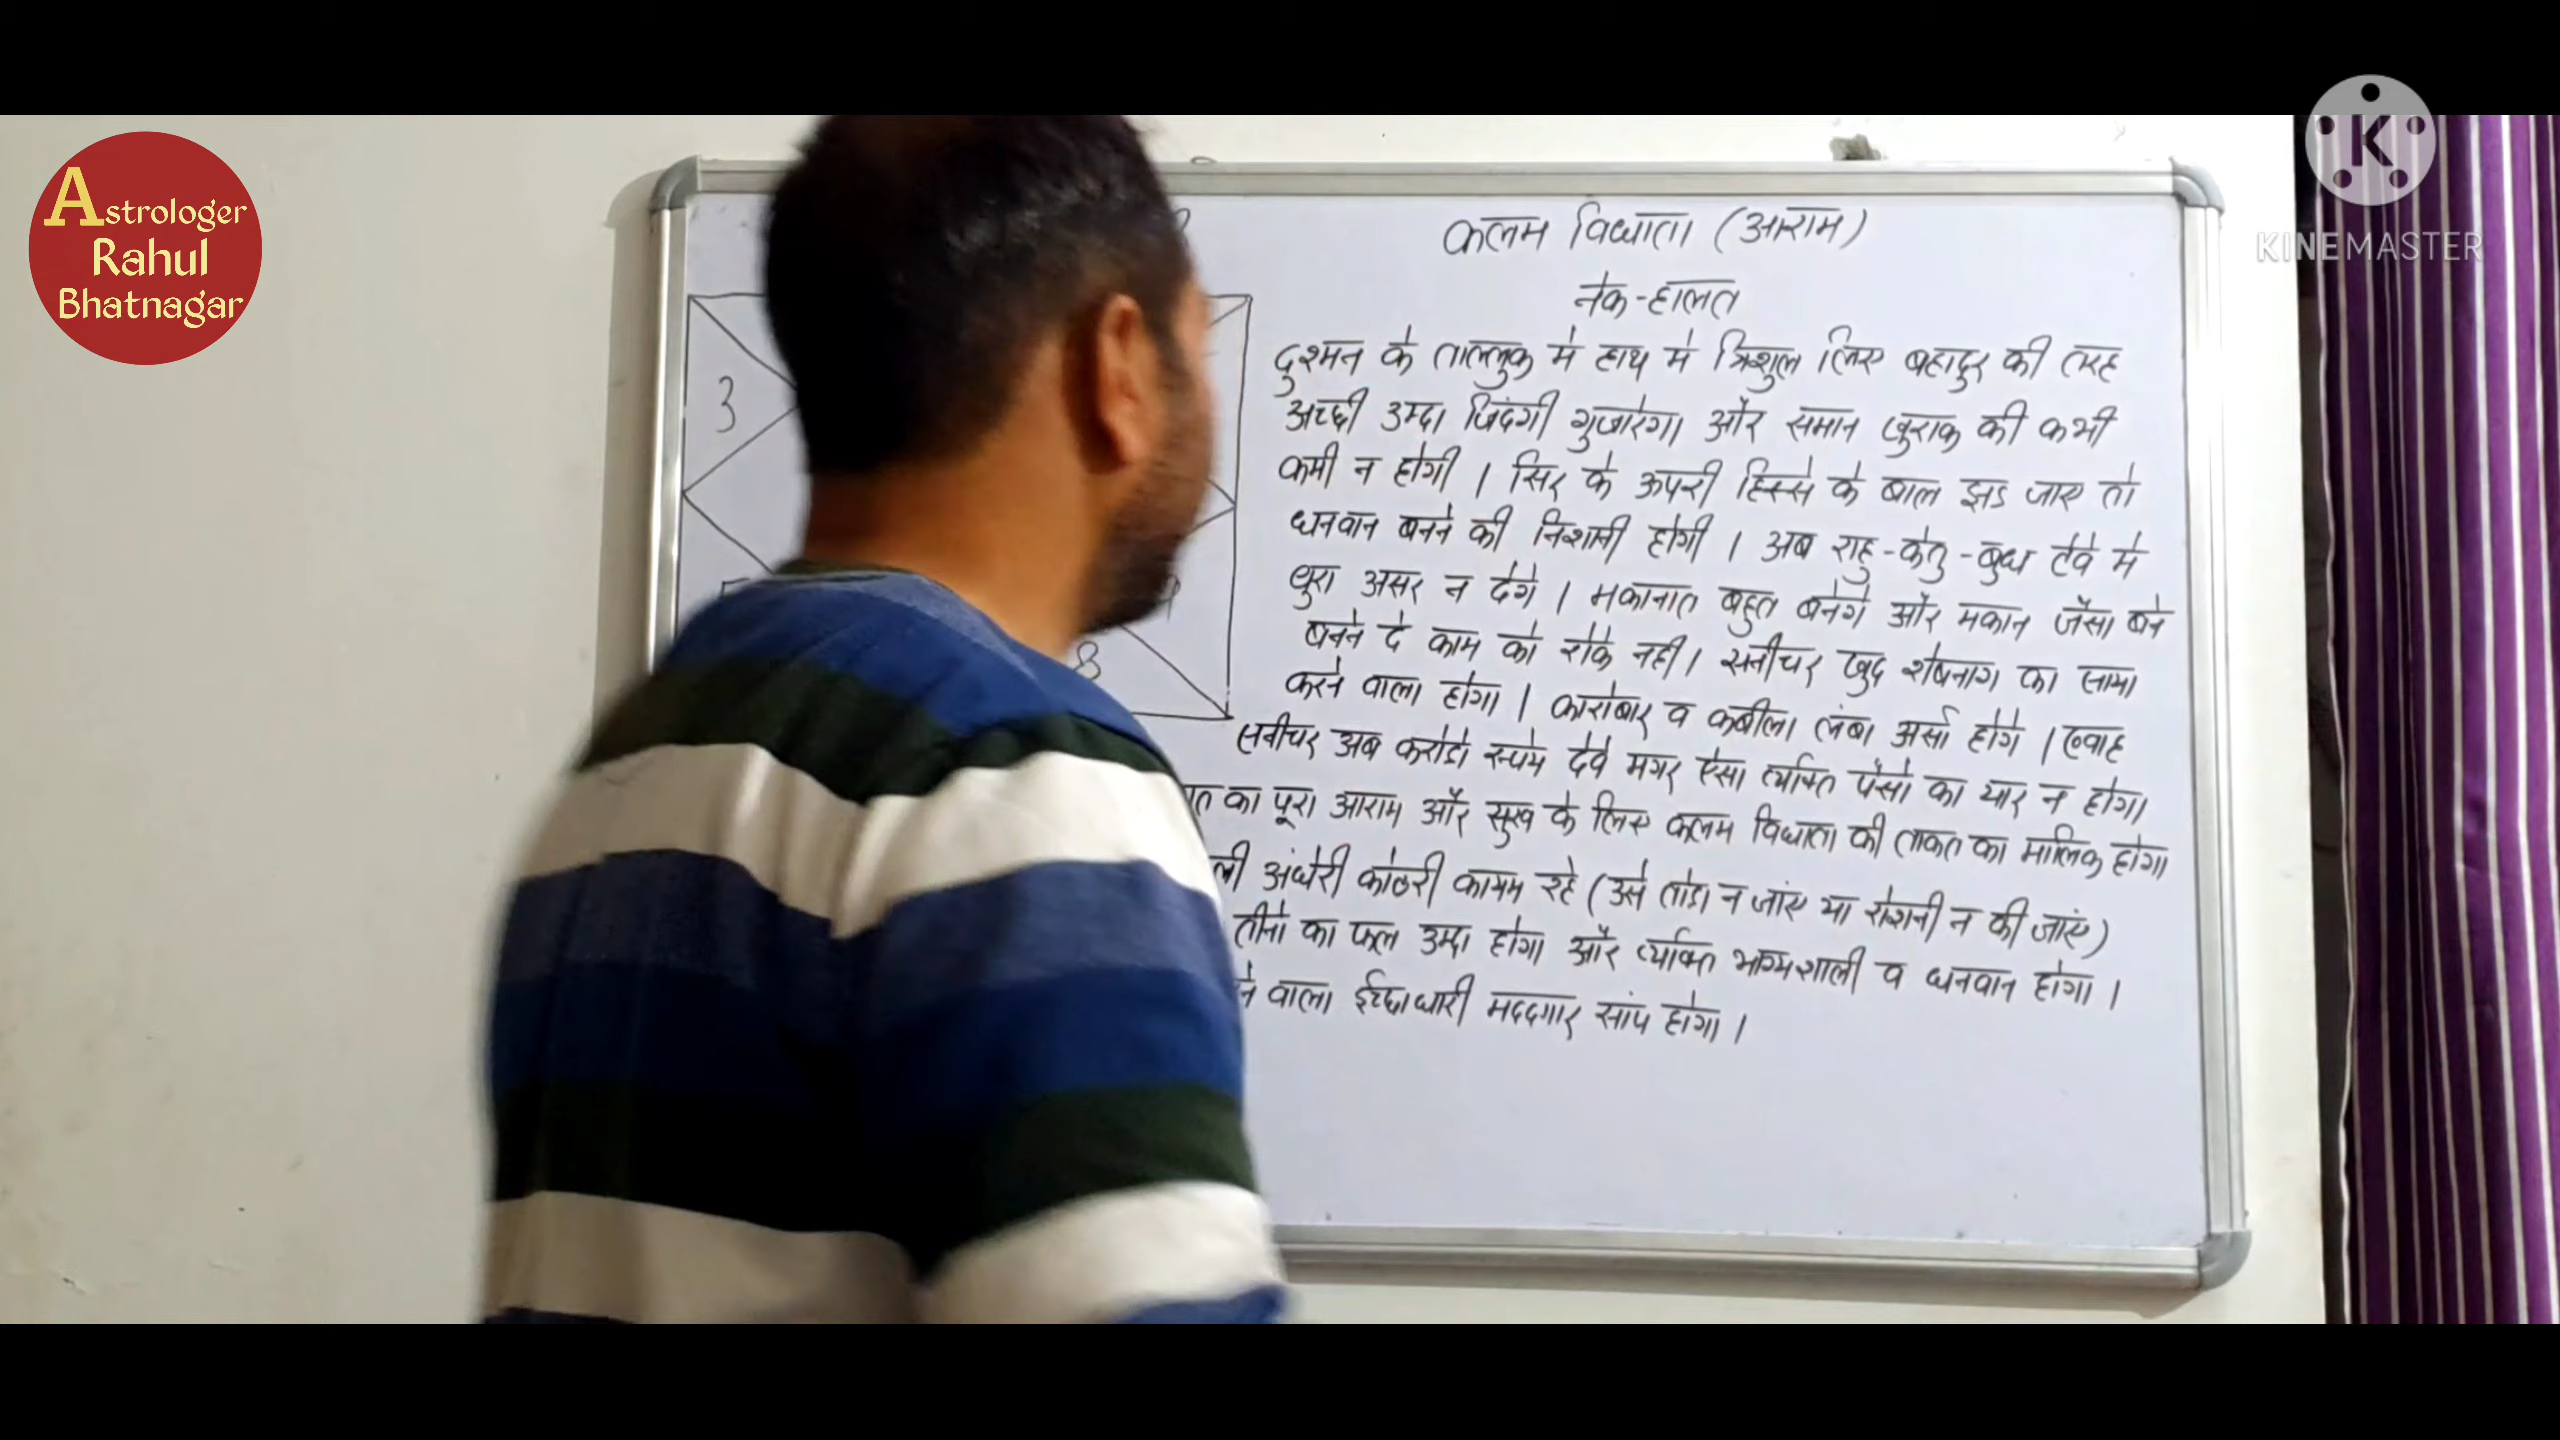 Astrologer
Rahul
Bhatnagar
K
KINEMASTER
3
8
कलम विधाता (आराम)
नेक-हालत
दुश्मन के ताल्लुक मे हाथ मे त्रिशुल लिए बहादुर की तरह
अच्छी उम्दा जिंदगी गुजारेगा और समान खुराक की कभी
कमी न होगी । सिर के ऊपरी हिस्से के बाल झड जाए तो
धनवान बनने की निशानी होगी । अब राहु-केतु-बुध टेवे मे
बुरा असर न देगे । मकानात बहुत बनेगे और मकान जैसा बने
बनने दे काम को रोके नही । सनीचर खुद शेषनाग का साया
करने वाला होगा । कारोबार व कबीला लंबा अर्सा होगे । ख्वाह
सनीचर अब करोडो रूपये देवे मगर ऐसा व्यक्ति पैसो का यार न होगा
का पूरा आराम और सुख के लिए कलम विधाता की ताकत का मालिक होगा
अंधेरी कोठरी कायम रहे (उसे तोडा न जांए या रोशनी न की जांए)
तीनो का फल उम्दा होगा और व्यक्ति भाग्यशाली व धनवान होगा ।
वाला ईच्छाधारी मददगार सांप होगा ।